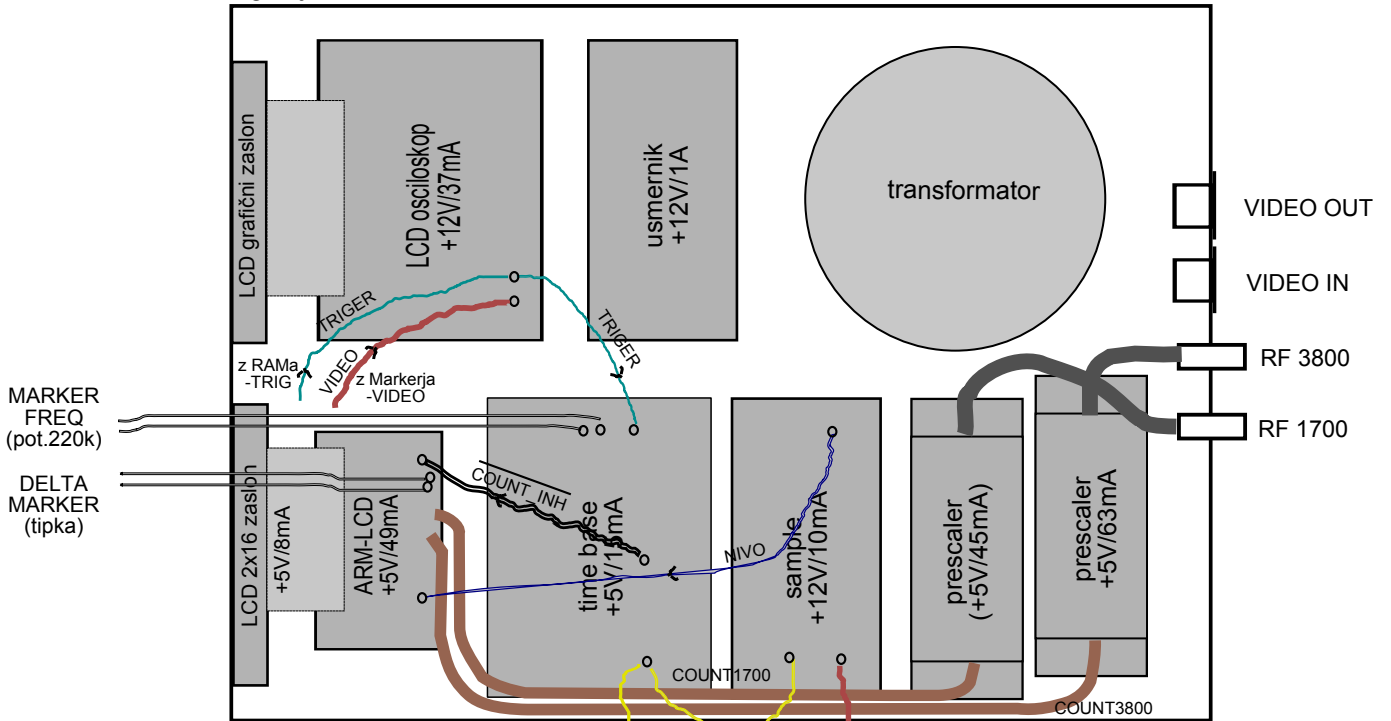 LCD grafični zaslon
LCD osciloskop
+12V/37mA
usmernik
+12V/1A
transformator
VIDEO OUT
VIDEO IN
RF 3800
RF 1700
TRIGER
TRIGER
VIDEO
z RAMa
-TRIG
z Markerja
-VIDEO
MARKER
FREQ
(pot.220k)
DELTA
MARKER
(tipka)
LCD 2x16 zaslon
+5V/8mA
ARM-LCD
+5V/49mA
COUNT INH
time base
NIVO
sample
+12V/10mA
prescaler
(+5V/45mA)
prescaler
+5V/63mA
COUNT1700
COUNT3800